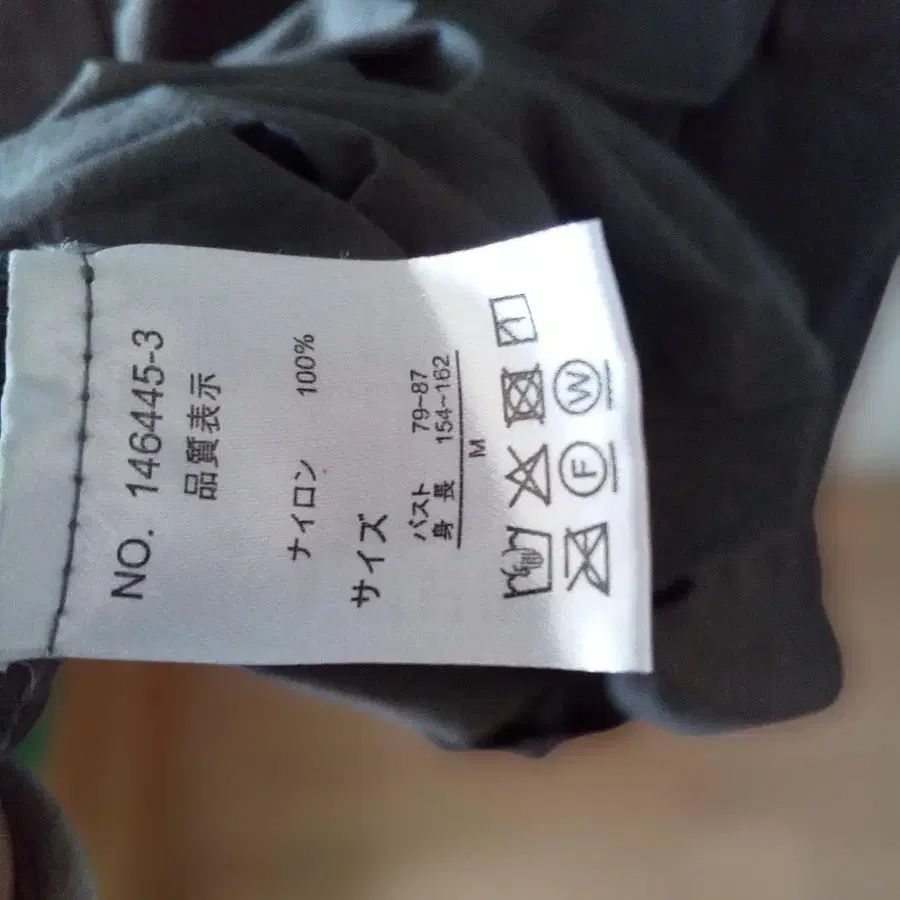 NO. 146445-3
品質表示
ナイロン 100%
サイズ
バスト 79~87
身長 154~162
M
F W